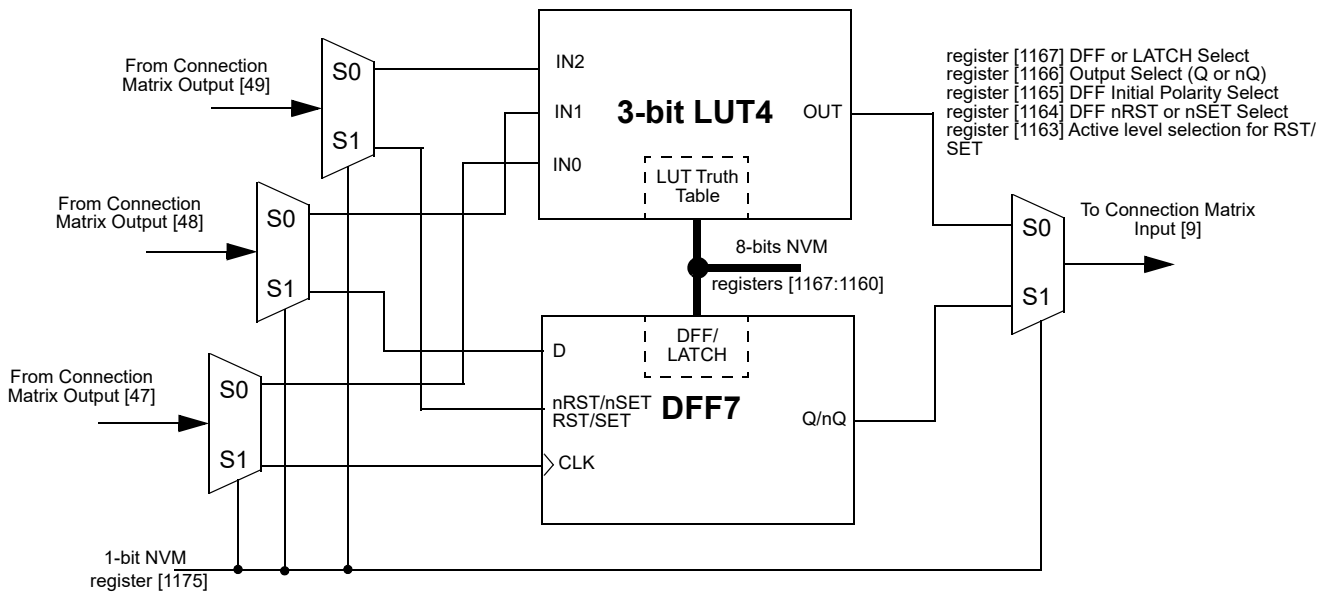 From Connection
Matrix Output [49]
S0
S1
IN2
IN1
IN0
3-bit LUT4
OUT
LUT Truth
Table
register [1167] DFF or LATCH Select
register [1166] Output Select (Q or nQ)
register [1165] DFF Initial Polarity Select
register [1164] DFF nRST or nSET Select
register [1163] Active level selection for RST/
SET
From Connection
Matrix Output [48]
S0
S1
8-bits NVM
registers [1167:1160]
To Connection Matrix
Input [9]
S0
S1
From Connection
Matrix Output [47]
S0
S1
DFF/
LATCH
D
nRST/nSET
RST/SET
CLK
DFF7
Q/nQ
1-bit NVM
register [1175]